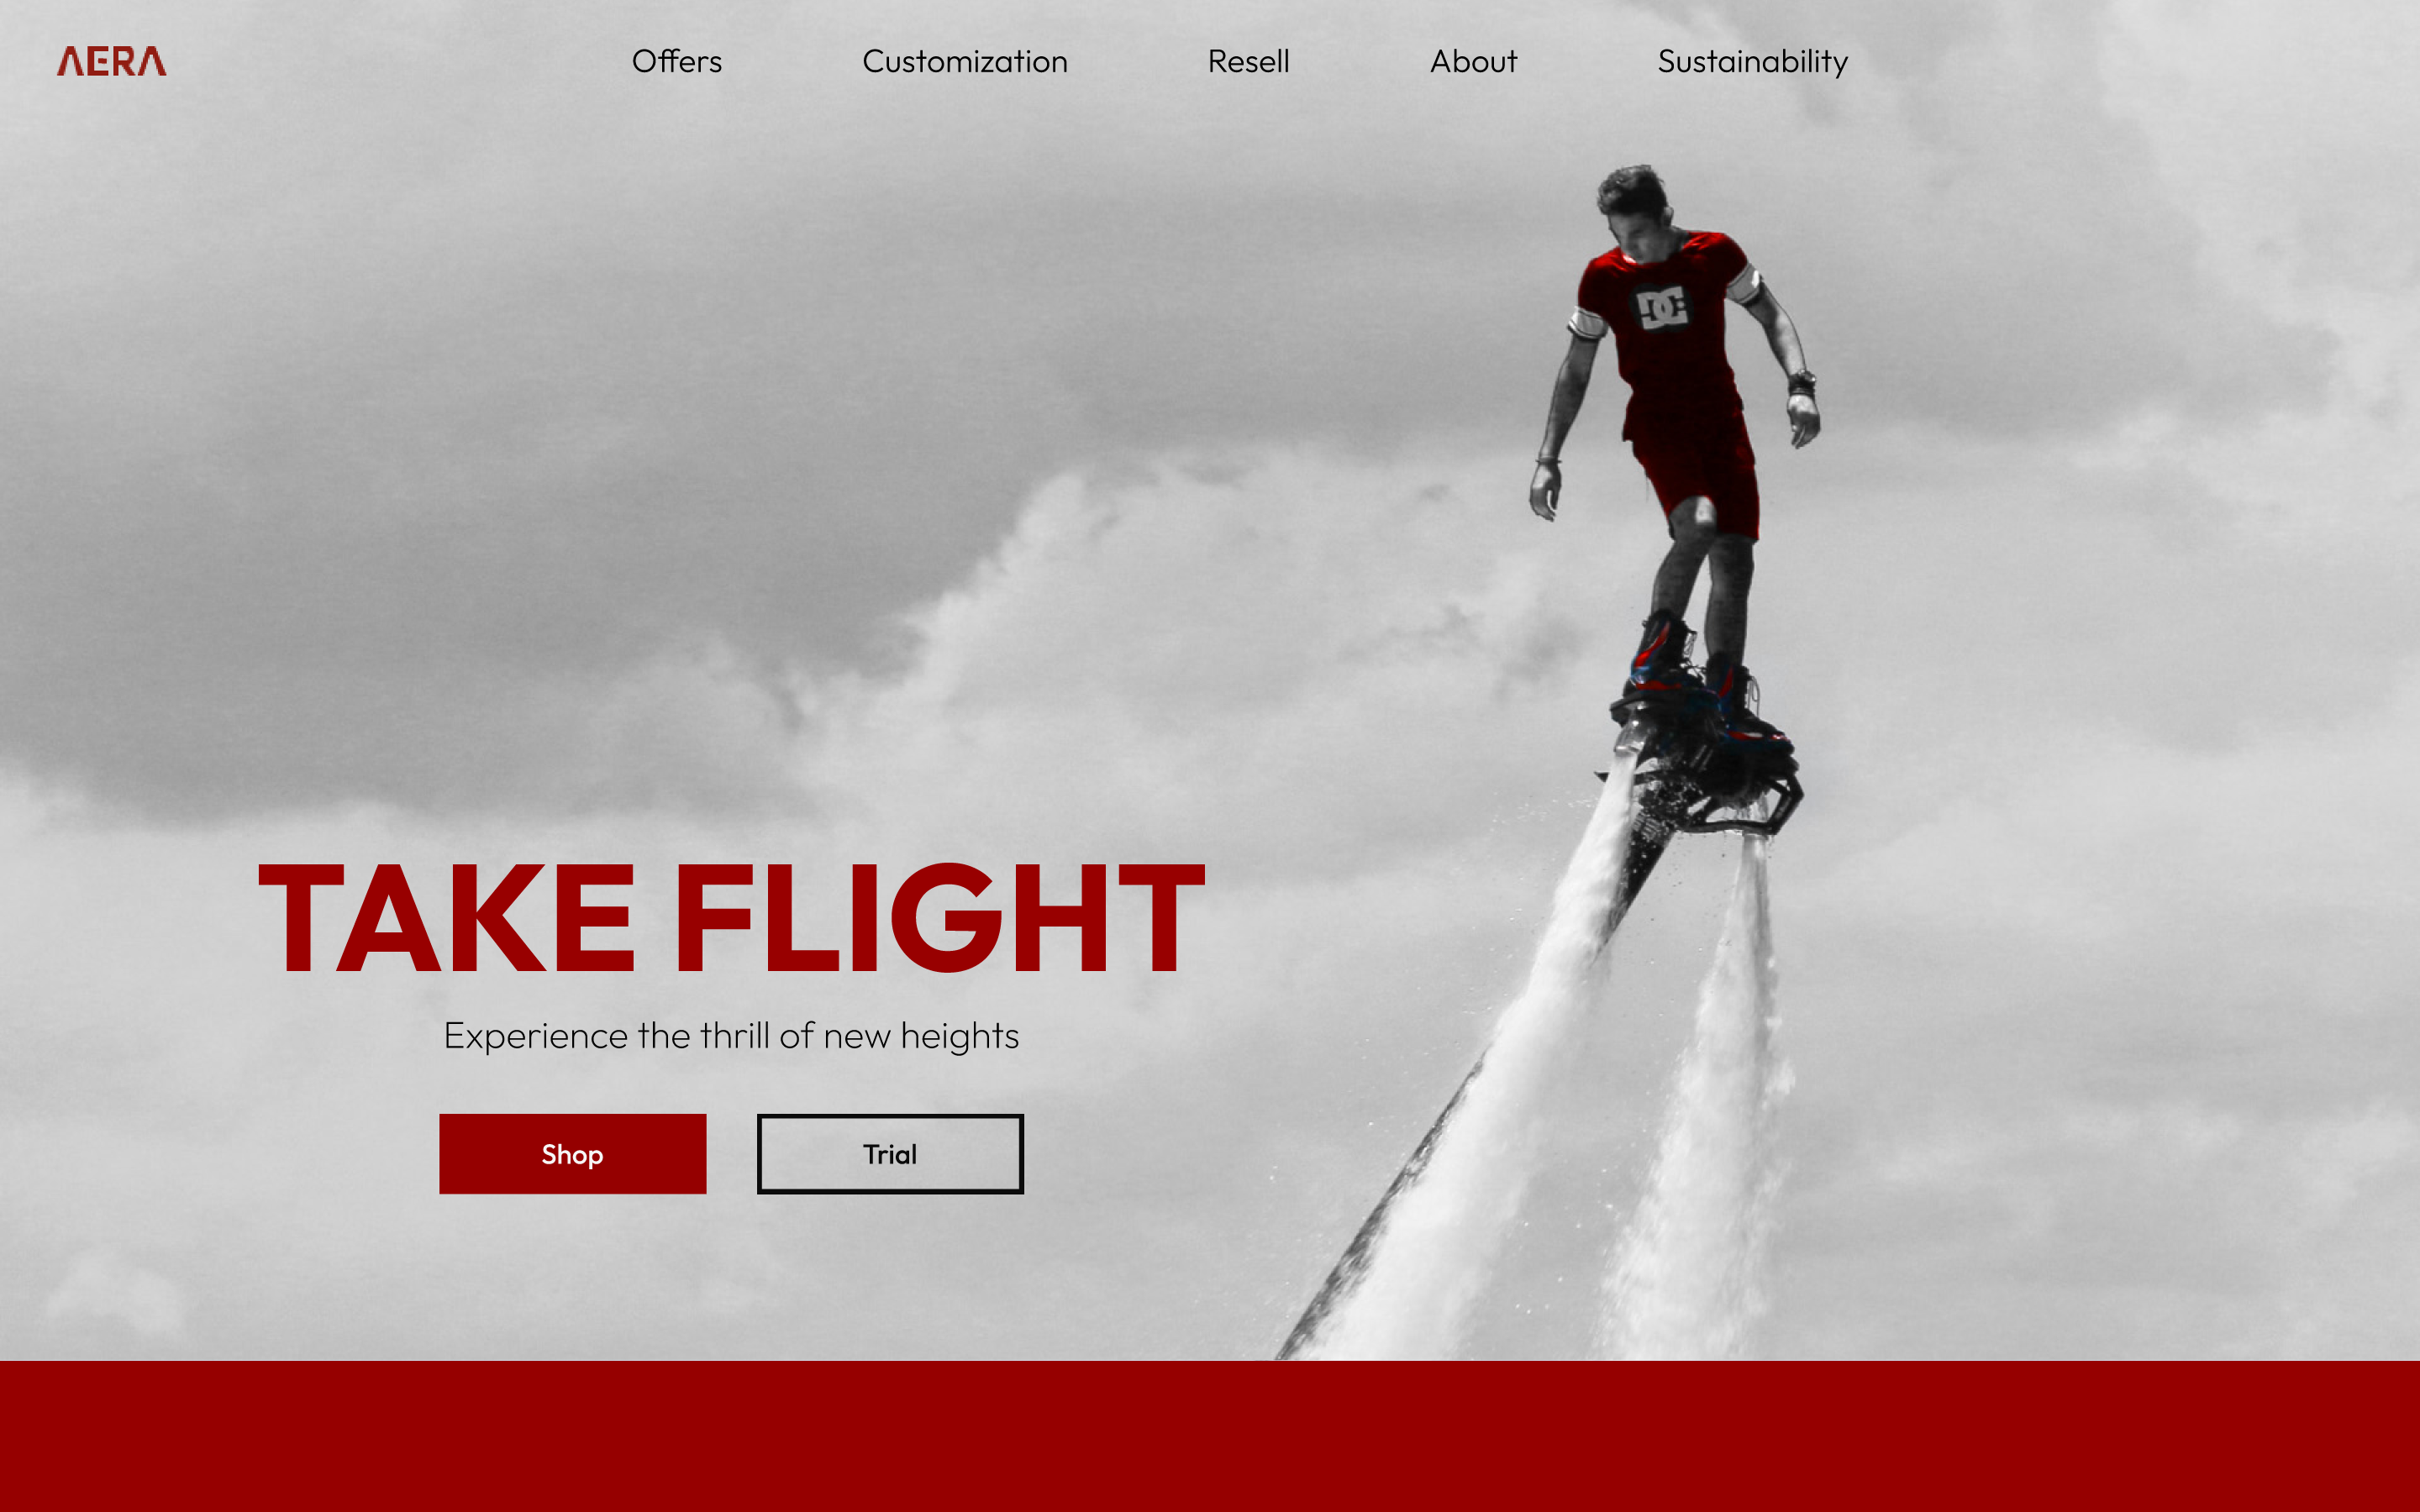 AERA
Offers
Customization
Resell
About
Sustainability
DC
TAKE FLIGHT
Experience the thrill of new heights
Shop
Trial